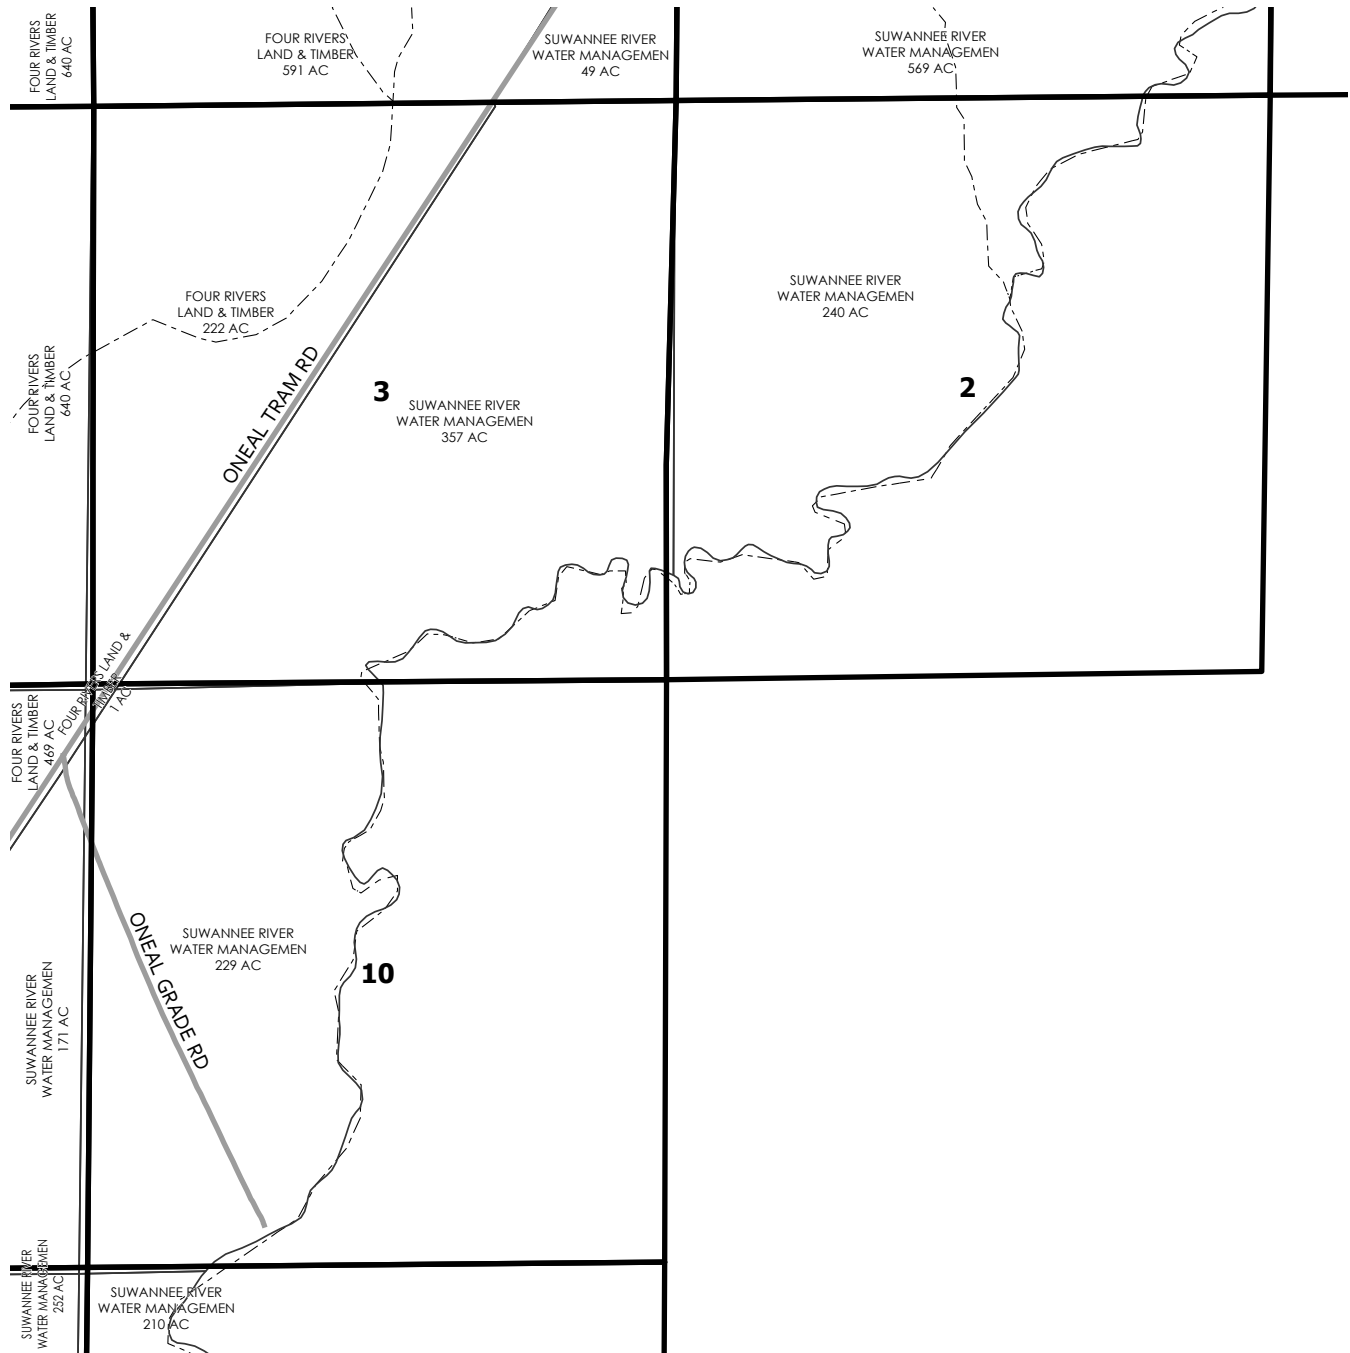 FOUR RIVERS
LAND & TIMBER
640 AC
FOUR RIVERS
LAND & TIMBER
591 AC
SUWANNEE RIVER
WATER MANAGEMEN
49 AC
SUWANNEE RIVER
WATER MANAGEMEN
569 AC
FOUR RIVERS
LAND & TIMBER
222 AC
SUWANNEE RIVER
WATER MANAGEMEN
240 AC
FOUR RIVERS
LAND & TIMBER
640 AC
ONEAL TRAM RD
3
2
SUWANNEE RIVER
WATER MANAGEMEN
357 AC
FOUR RIVERS LAND &
TIMBER
1 AC
FOUR RIVERS
LAND & TIMBER
469 AC
ONEAL GRADE RD
SUWANNEE RIVER
WATER MANAGEMEN
229 AC
10
SUWANNEE RIVER
WATER MANAGEMEN
171 AC
SUWANNEE RIVER
WATER MANAGEMEN
252 AC
SUWANNEE RIVER
WATER MANAGEMEN
210 AC